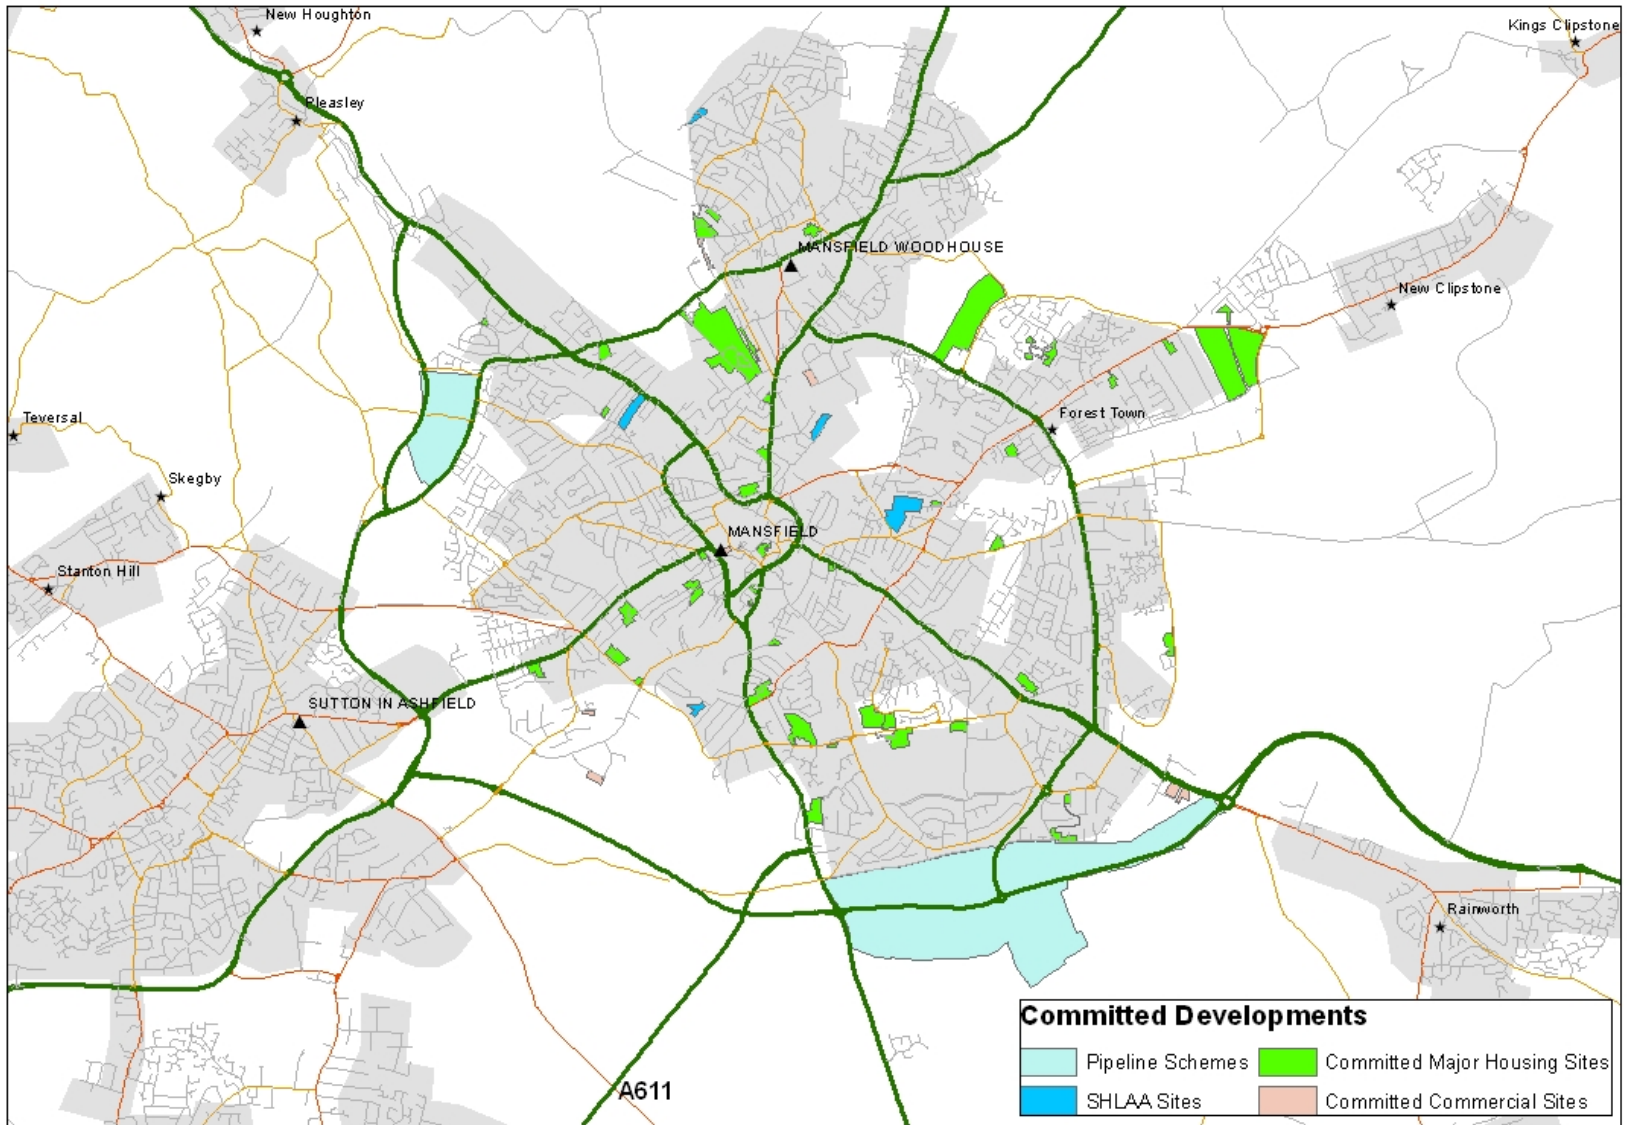 New Houghton
Kings Clipstone
Pleasley
MANSFIELD WOODHOUSE
New Clipstone
Teversal
Forest Town
Skegby
MANSFIELD
Stanton Hill
SUTTON IN ASHFIELD
Rainworth
A611
Committed Developments
Pipeline Schemes
Committed Major Housing Sites
SHLAA Sites
Committed Commercial Sites